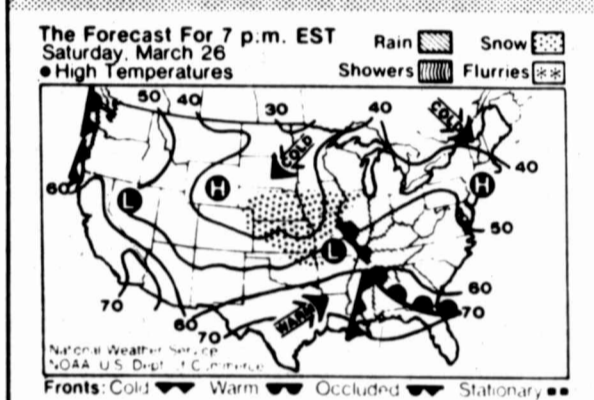 The Forecast For 7 p.m. EST
Saturday, March 26
● High Temperatures
Rain Snow
Showers Flurries
50 40 30 40
COLD COLD
60 H H 40
L 50
L
70 60 70 WARM 60
70
National Weather Service
NOAA U.S. Dept. of Commerce
Fronts: Cold Warm Occluded Stationary